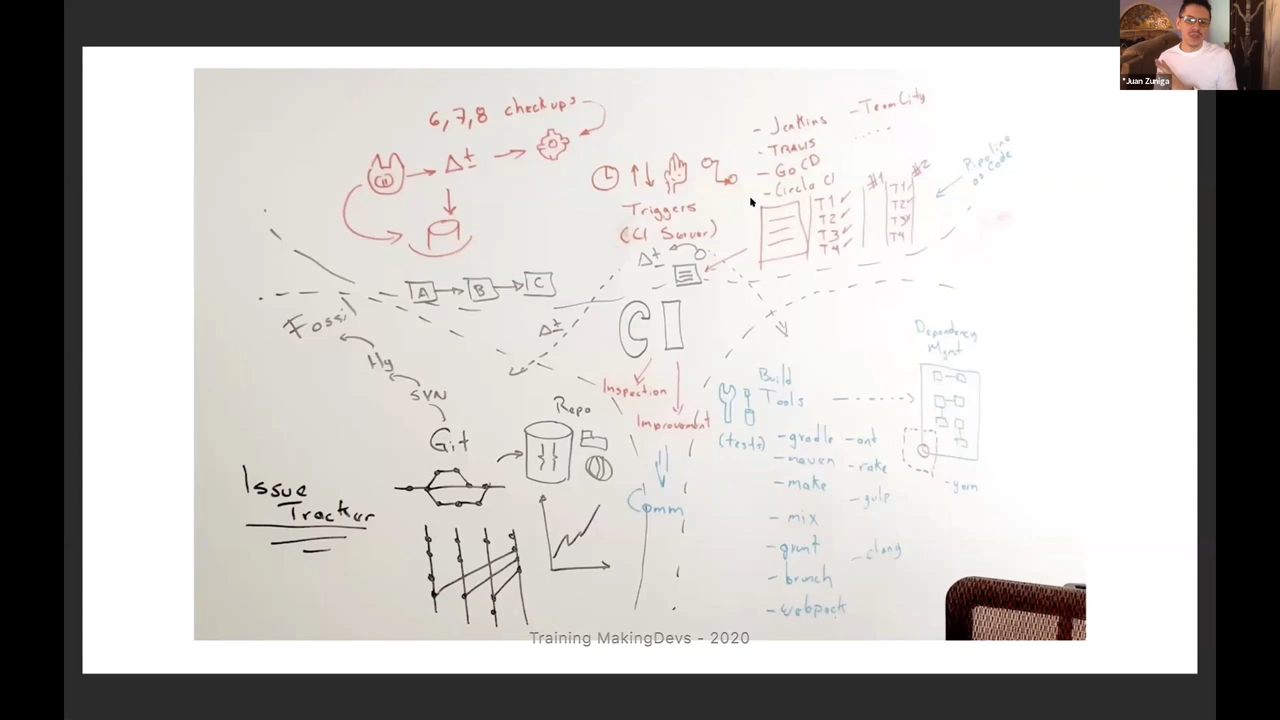 *Juan Zuniga
6,7,8 checkups
Δt
- Jenkins
- TRAVIS
- Go CD
- Circle CI
- TeamCity
.....
Triggers
(CI Server)
T1 ✓
T2 ✓
T3 ✓
T4 ✓
#1
#2
T1 ✓
T2 ✓
T3 x
T4
Pipeline
as Code
Δt
A
B
C
Δt
CI
Fossil
Hg
SVN
Git
Repo
{}
Issue
Tracker
Inspection
Improvement
Comm
Build
Tools
(tests)
- gradle
- maven
- make
- mix
- grunt
- brunch
- webpack
- ant
- rake
- gulp
- clang
Dependency
Mgmt
- yarn
Training MakingDevs - 2020